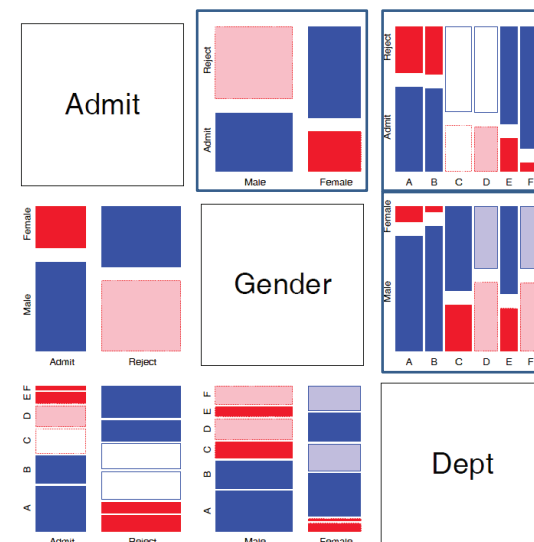 Admit
Reject
Admit
Male
Female
Reject
Admit
A B C D E F
Female
Male
Admit
Reject
Gender
Female
Male
A B C D E F
F
E
D
C
B
A
Admit
Reject
F
E
D
C
B
A
Male
Female
Dept